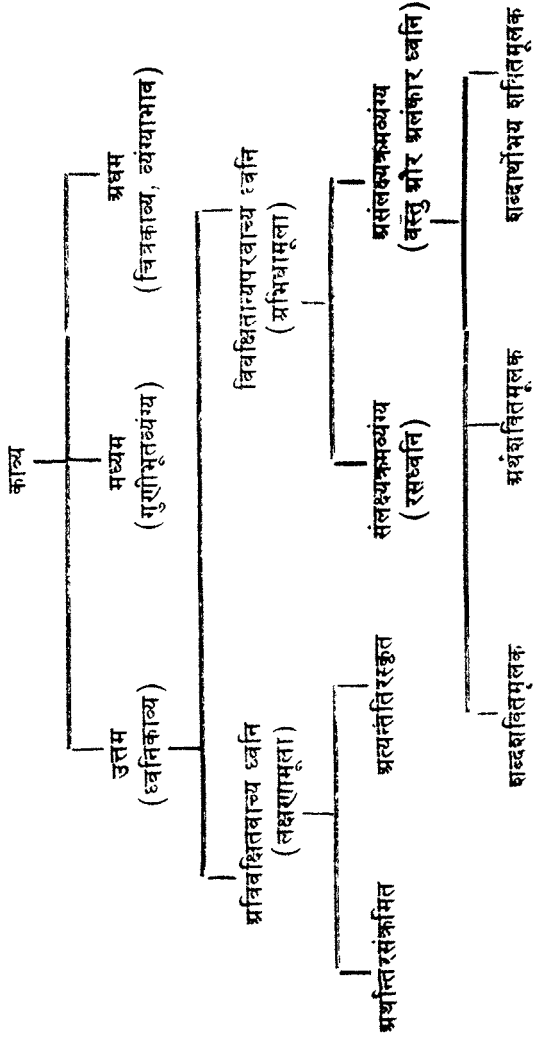 काव्य
उत्तम
(ध्वनिकाव्य)
मध्यम
(गुणीभूतव्यंग्य)
अधम
(चित्रकाव्य, व्यंग्याभाव)
अविवक्षितवाच्य ध्वनि
(लक्षणामूला)
विवक्षितान्यपरवाच्य ध्वनि
(अभिधामूला)
अर्थान्तरसंक्रमित
अत्यन्ततिरस्कृत
संलक्ष्यक्रमव्यंग्य
(रसध्वनि)
असंलक्ष्यक्रमव्यंग्य
(वस्तु और अलंकार ध्वनि)
शब्दशक्तिमूलक
अर्थशक्तिमूलक
शब्दार्थोभय शक्तिमूलक